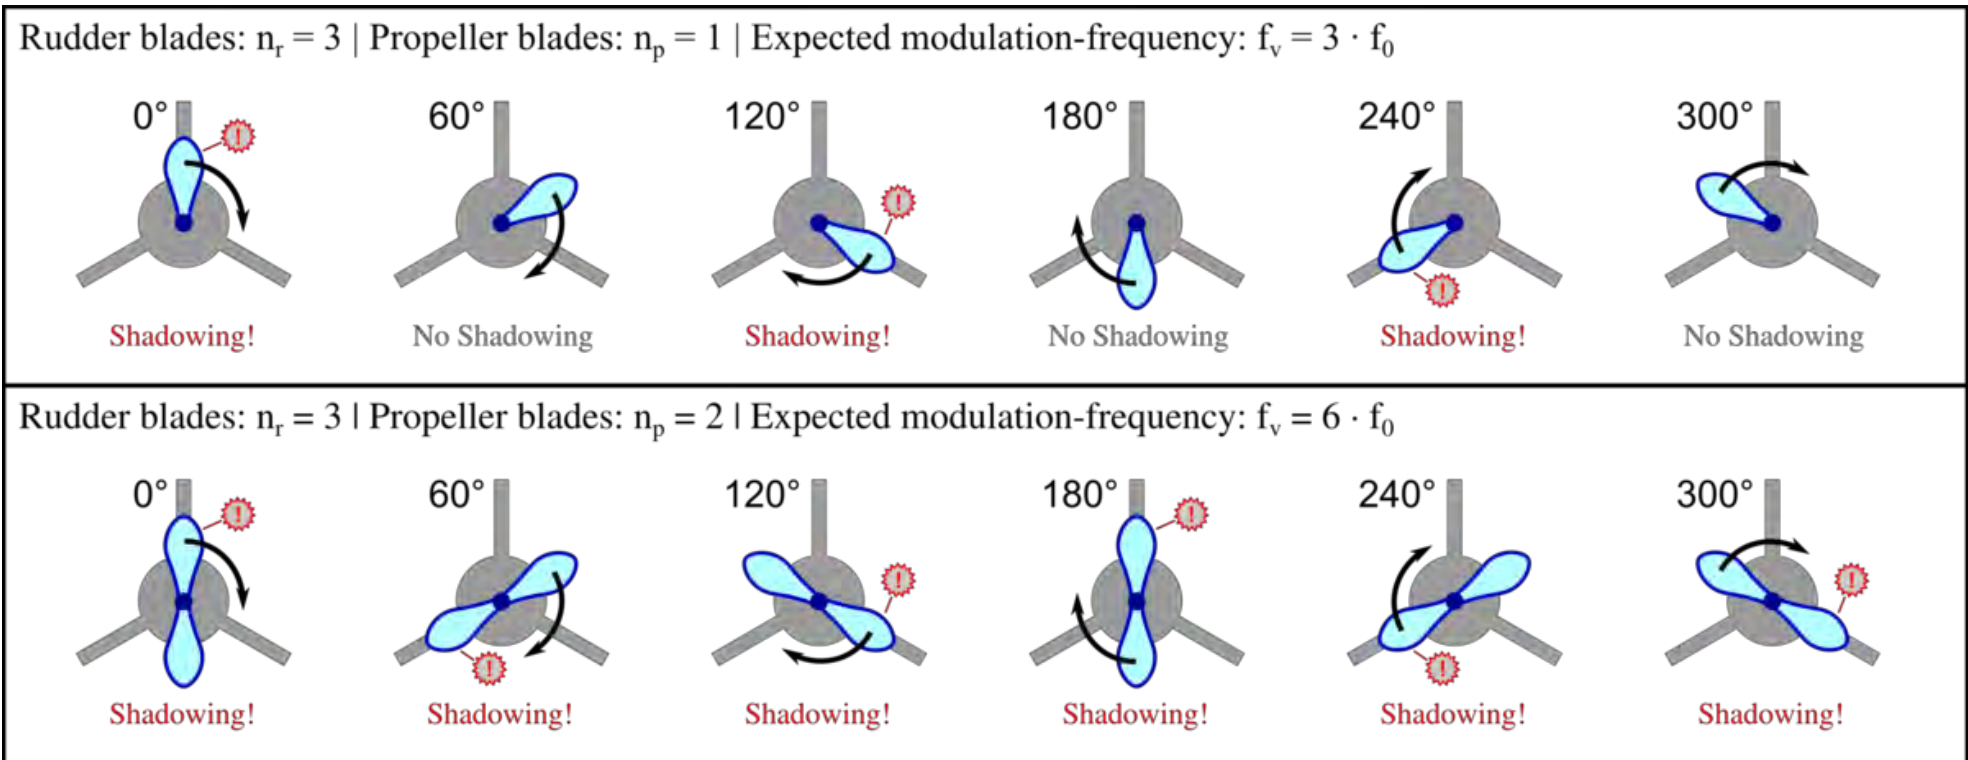 Rudder blades: nᵣ = 3 | Propeller blades: nₚ = 1 | Expected modulation-frequency: fᵥ = 3 · f₀
0° 60° 120° 180° 240° 300°
! ! !
Shadowing! No Shadowing Shadowing! No Shadowing Shadowing! No Shadowing
Rudder blades: nᵣ = 3 | Propeller blades: nₚ = 2 | Expected modulation-frequency: fᵥ = 6 · f₀
0° 60° 120° 180° 240° 300°
! ! ! ! ! !
Shadowing! Shadowing! Shadowing! Shadowing! Shadowing! Shadowing!